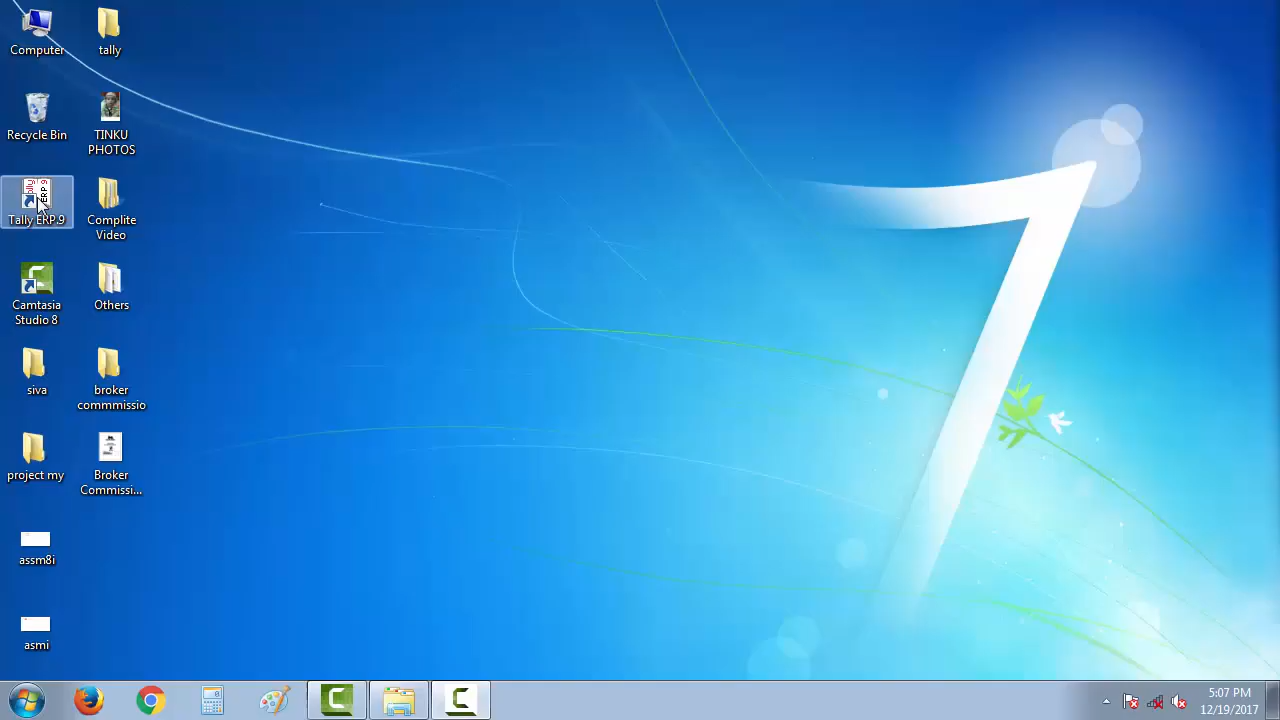 Computer
tally
Recycle Bin
TINKU
PHOTOS
Tally ERP.9
Complite
Video
Camtasia
Studio 8
Others
siva
broker
commmissio
project my
Broker
Commissi...
assm8i
asmi
5:07 PM
12/19/2017